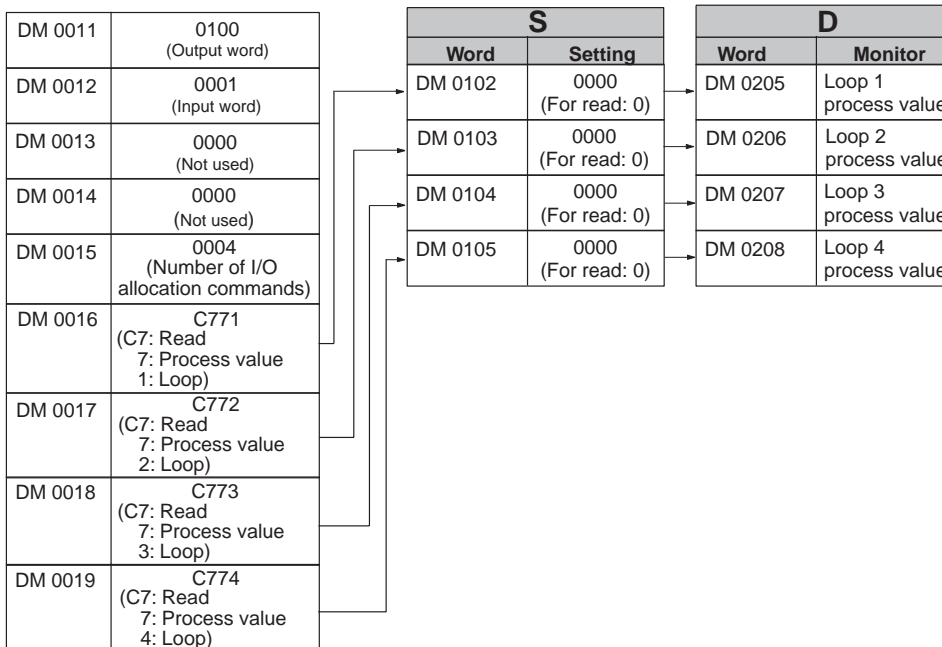 DM 0011
0100
(Output word)
DM 0012
0001
(Input word)
DM 0013
0000
(Not used)
DM 0014
0000
(Not used)
DM 0015
0004
(Number of I/O
allocation commands)
DM 0016
C771
(C7: Read
7: Process value
1: Loop)
DM 0017
C772
(C7: Read
7: Process value
2: Loop)
DM 0018
C773
(C7: Read
7: Process value
3: Loop)
DM 0019
C774
(C7: Read
7: Process value
4: Loop)
S
Word Setting
DM 0102 0000
(For read: 0)
DM 0103 0000
(For read: 0)
DM 0104 0000
(For read: 0)
DM 0105 0000
(For read: 0)
D
Word Monitor
DM 0205 Loop 1
process value
DM 0206 Loop 2
process value
DM 0207 Loop 3
process value
DM 0208 Loop 4
process value